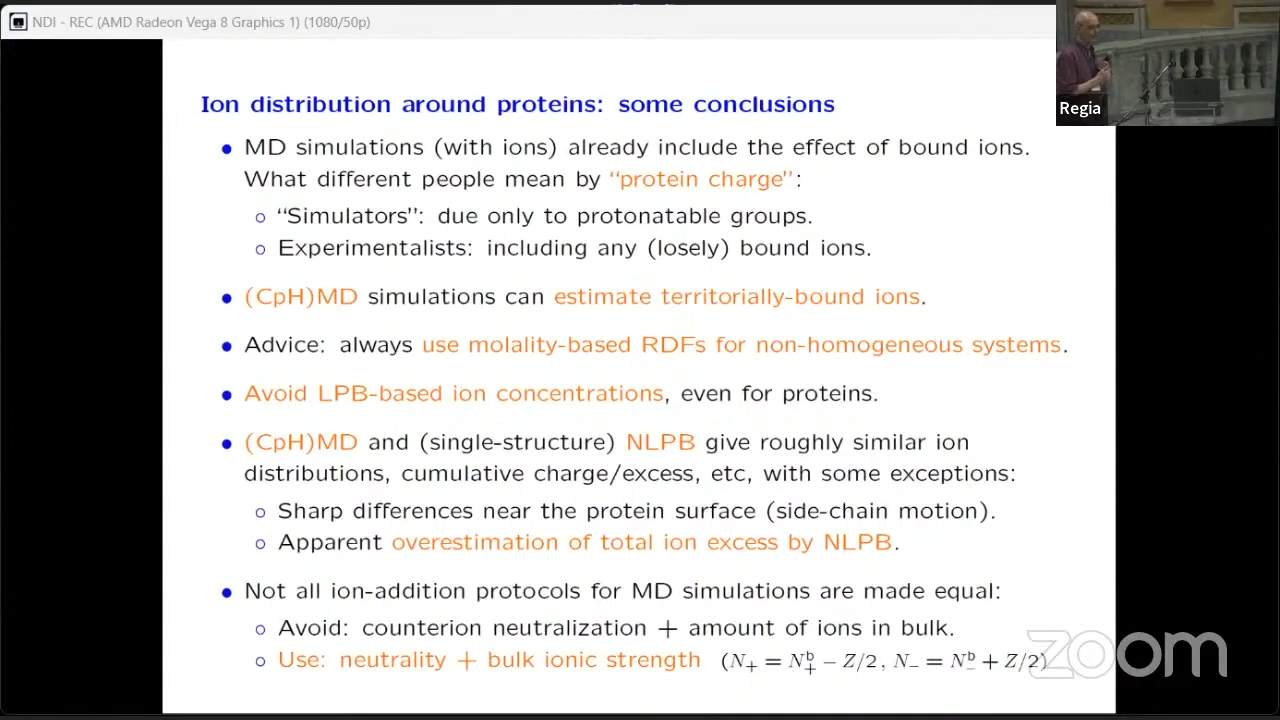 NDI - REC (AMD Radeon Vega 8 Graphics 1) (1080/50p)
Regia
Ion distribution around proteins: some conclusions
• MD simulations (with ions) already include the effect of bound ions.
What different people mean by “protein charge”:
◦ “Simulators”: due only to protonatable groups.
◦ Experimentalists: including any (losely) bound ions.
• (CpH)MD simulations can estimate territorially-bound ions.
• Advice: always use molality-based RDFs for non-homogeneous systems.
• Avoid LPB-based ion concentrations, even for proteins.
• (CpH)MD and (single-structure) NLPB give roughly similar ion
distributions, cumulative charge/excess, etc, with some exceptions:
◦ Sharp differences near the protein surface (side-chain motion).
◦ Apparent overestimation of total ion excess by NLPB.
• Not all ion-addition protocols for MD simulations are made equal:
◦ Avoid: counterion neutralization + amount of ions in bulk.
◦ Use: neutrality + bulk ionic strength (N₊ = N₊ᵇ − Z/2, N₋ = N₋ᵇ + Z/2)
zoom